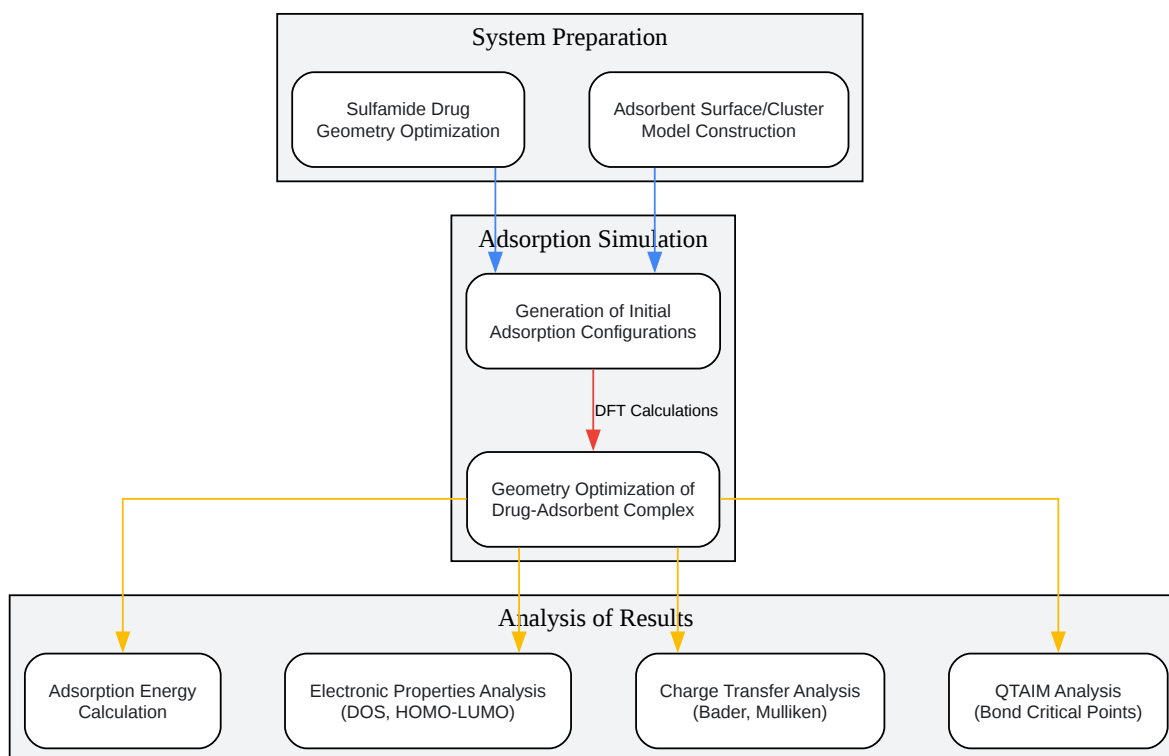 System Preparation
Sulfamide Drug
Geometry Optimization
Adsorbent Surface/Cluster
Model Construction
Adsorption Simulation
Generation of Initial
Adsorption Configurations
DFT Calculations
Geometry Optimization of
Drug-Adsorbent Complex
Analysis of Results
Adsorption Energy
Calculation
Electronic Properties Analysis
(DOS, HOMO-LUMO)
Charge Transfer Analysis
(Bader, Mulliken)
QTAIM Analysis
(Bond Critical Points)